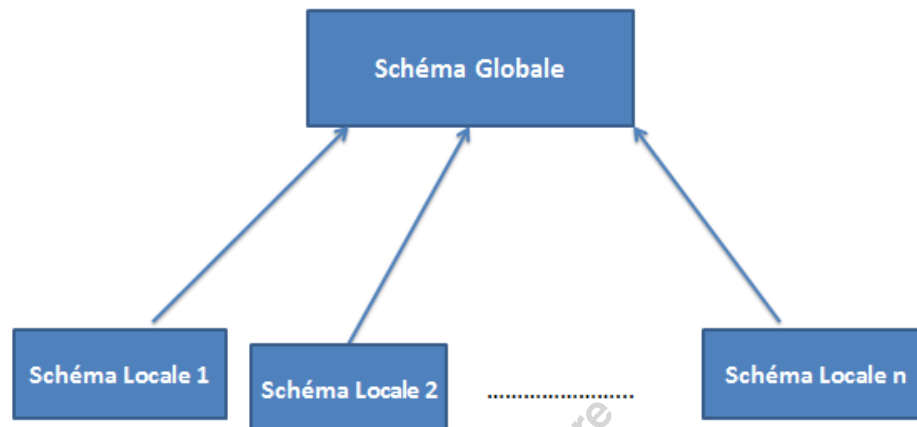 Schéma Globale
Schéma Locale 1
Schéma Locale 2
........................
Schéma Locale n